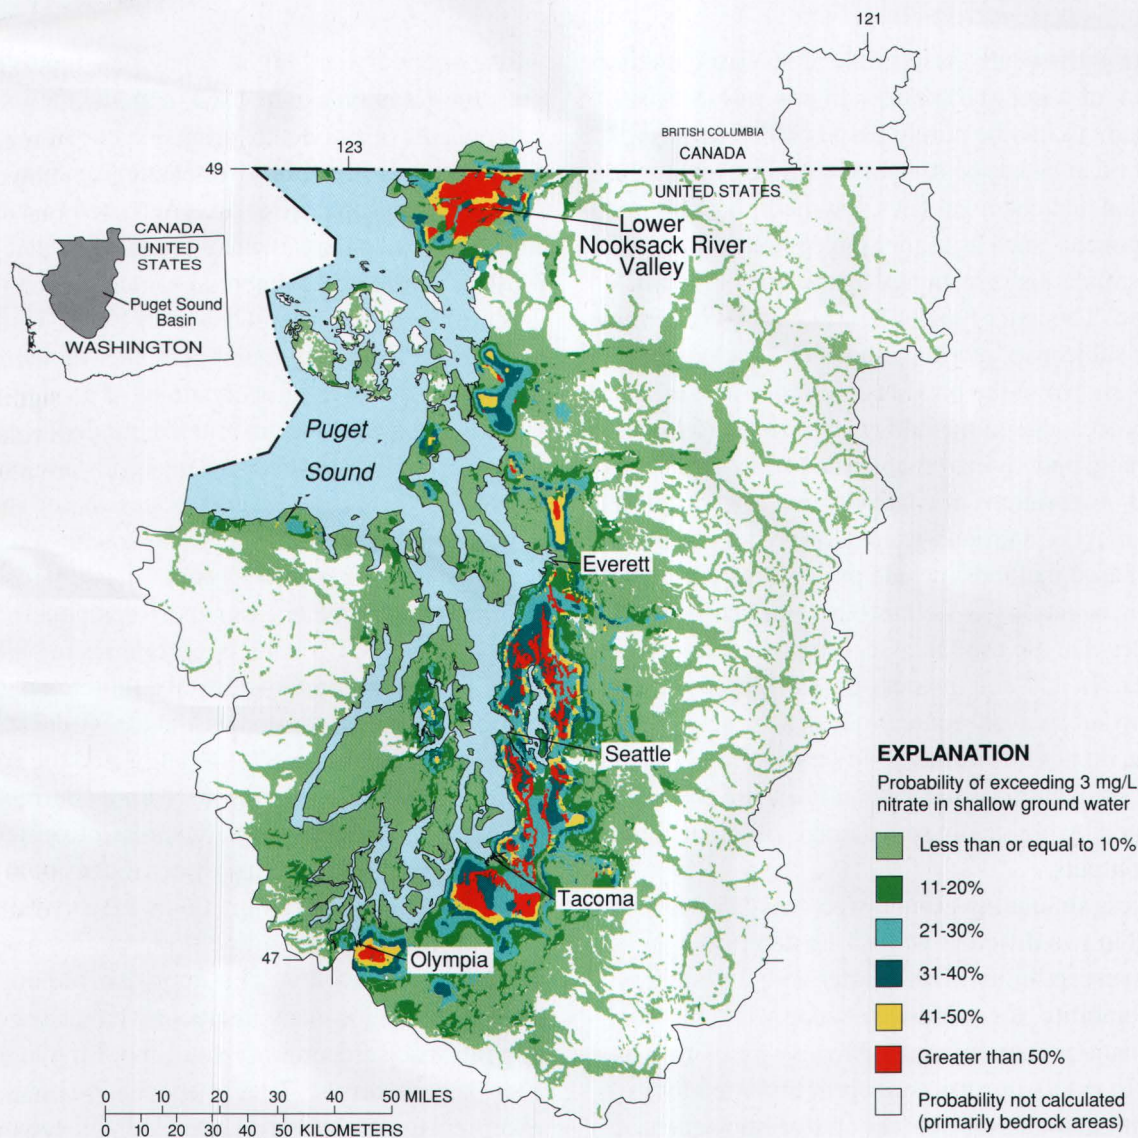 121
BRITISH COLUMBIA
CANADA
UNITED STATES
123
49
Lower
Nooksack River
Valley
CANADA
UNITED
STATES
Puget Sound
Basin
WASHINGTON
Puget
Sound
Everett
Seattle
Tacoma
Olympia
47
EXPLANATION
Probability of exceeding 3 mg/L
nitrate in shallow ground water
Less than or equal to 10%
11-20%
21-30%
31-40%
41-50%
Greater than 50%
Probability not calculated
(primarily bedrock areas)
0 10 20 30 40 50 MILES
0 10 20 30 40 50 KILOMETERS